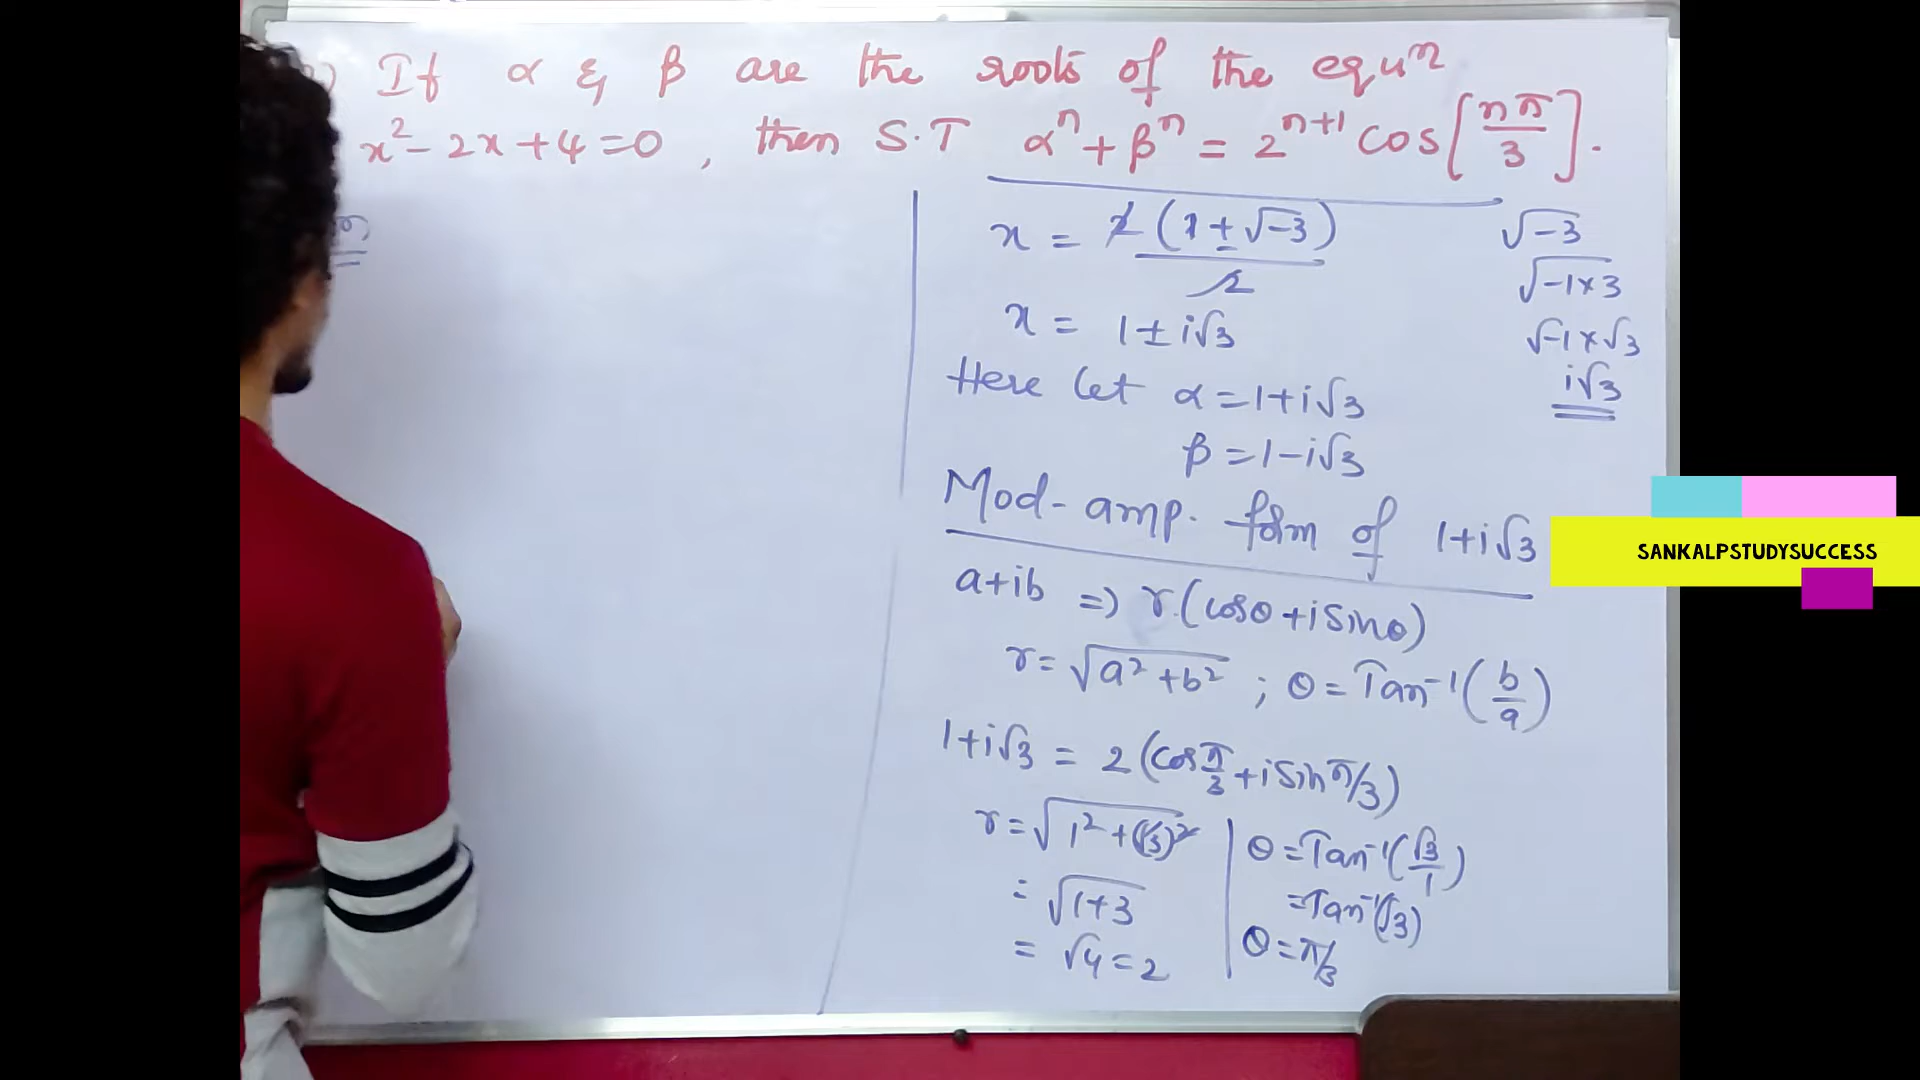 ) If α & β are the roots of the equⁿ
x² - 2x + 4 = 0 , then S.T αⁿ + βⁿ = 2ⁿ⁺¹ cos[nπ/3].
x = 2(1 ± √-3) / 2
x = 1 ± i√3
Here let α = 1 + i√3
β = 1 - i√3
Mod-amp. form of 1+i√3
a+ib => r.(cosθ + i sinθ)
r = √a² + b² ; θ = Tan⁻¹(b/a)
1+i√3 = 2(cos π/3 + i sin π/3)
r = √1² + (√3)²
= √1+3
= √4 = 2
θ = Tan⁻¹(√3/1)
= Tan⁻¹(√3)
θ = π/3
√-3
√-1×3
√-1 × √3
i√3
SANKALPSTUDYSUCCESS